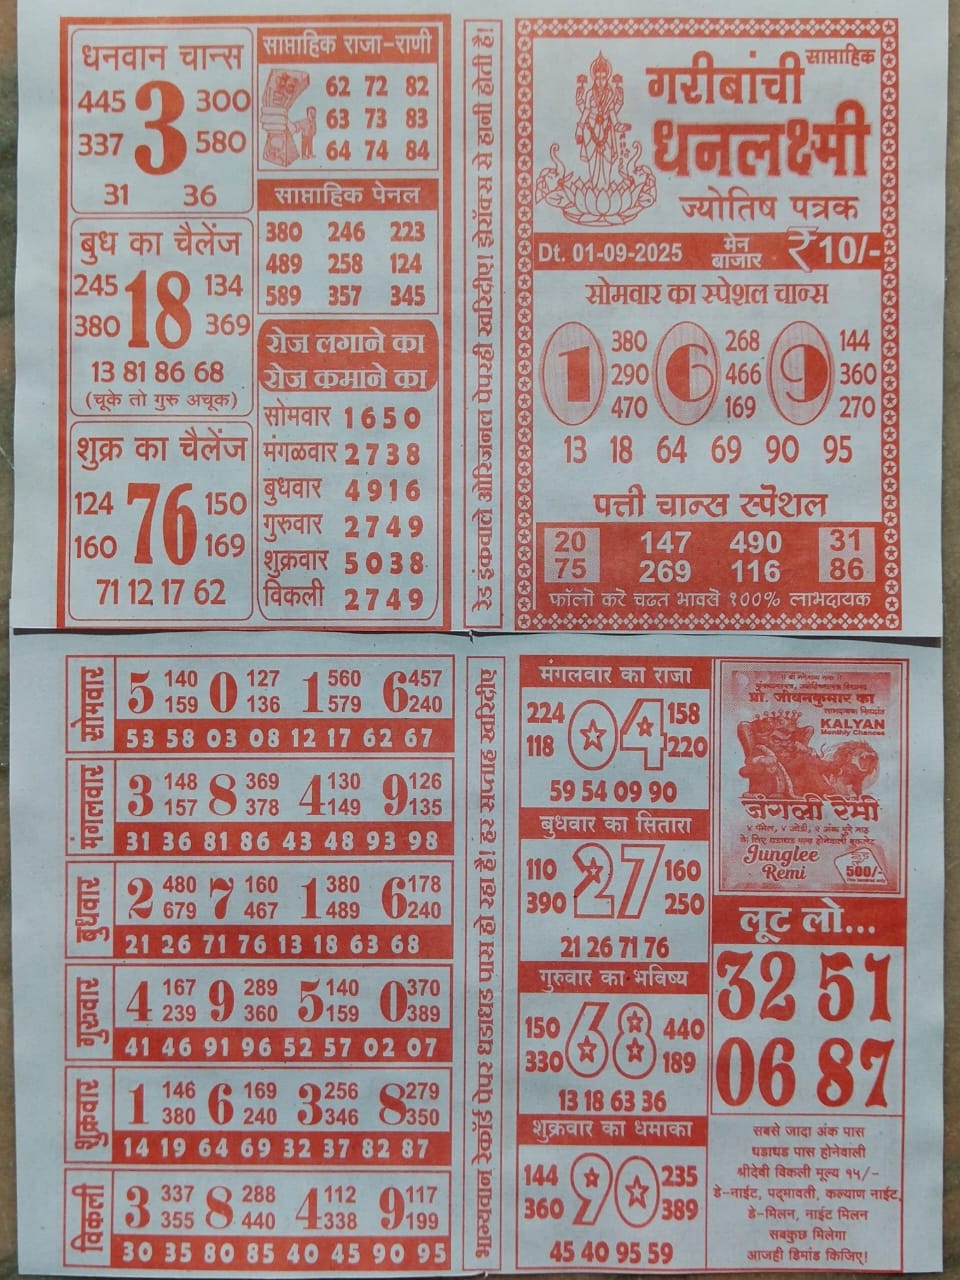 धनवान चान्स
445 3 300
337 580
31 36
साप्ताहिक राजा-राणी
62 72 82
63 73 83
64 74 84
साप्ताहिक पेनल
380 246 223
489 258 124
589 357 345
बुध का चैलेंज
245 18 134
380 369
13 81 86 68
(चूके तो गुरु अचूक)
शुक्र का चैलेंज
124 76 150
160 169
71 12 17 62
रोज लगाने का
रोज कमाने का
सोमवार 1650
मंगळवार 2738
बुधवार 4916
गुरुवार 2749
शुक्रवार 5038
विकली 2749
रेड इंकवाले ओरिजनल पेपरही खरिदीए! झेरॉक्स से हानी होती है!
साप्ताहिक
गरीबांची
धनलक्ष्मी
ज्योतिष पत्रक
Dt. 01-09-2025 मेन बाजार ₹10/-
सोमवार का स्पेशल चान्स
1 380 6 268 9 144
290 466 360
470 169 270
13 18 64 69 90 95
पत्ती चान्स स्पॆशल
20 147 490 31
75 269 116 86
फॉलो करे चढत भावसे १००% लाभदायक
सोमवार
5 140 0 127 1 560 6 457
159 136 579 240
53 58 03 08 12 17 62 67
मंगलवार
3 148 8 369 4 130 9 126
157 378 149 135
31 36 81 86 43 48 93 98
बुधवार
2 480 7 160 1 380 6 178
679 467 489 240
21 26 71 76 13 18 63 68
गुरुवार
4 167 9 289 5 140 0 370
239 360 159 389
41 46 91 96 52 57 02 07
शुक्रवार
1 146 6 169 3 256 8 279
380 240 346 350
14 19 64 69 32 37 82 87
विकली
3 337 8 288 4 112 9 117
355 440 338 199
30 35 80 85 40 45 90 95
भाग्यवान रेकॉर्ड पेपर धडाधड पास हो रहा है! हर सप्ताह खरिदीए
मंगलवार का राजा
224 04 158
118 220
59 54 09 90
बुधवार का सितारा
110 27 160
390 250
21 26 71 76
गुरुवार का भविष्य
150 68 440
330 189
13 18 63 36
शुक्रवार का धमाका
144 90 235
360 389
45 40 95 59
प्रा. जीवनकुमार का
KALYAN
Monthly Chances
जंगली रमी
Junglee
Remi
500/-
लूट लो...
32 51
06 87
सबसे जादा अंक पास
धडाधड पास होनेवाली
श्रीदेवी विकली मूल्य १५/-
डे-नाईट, पद्मावती, कल्याण नाईट,
डे-मिलन, नाईट मिलन
सबकुछ मिलेगा
आजही डिमांड किजिए!